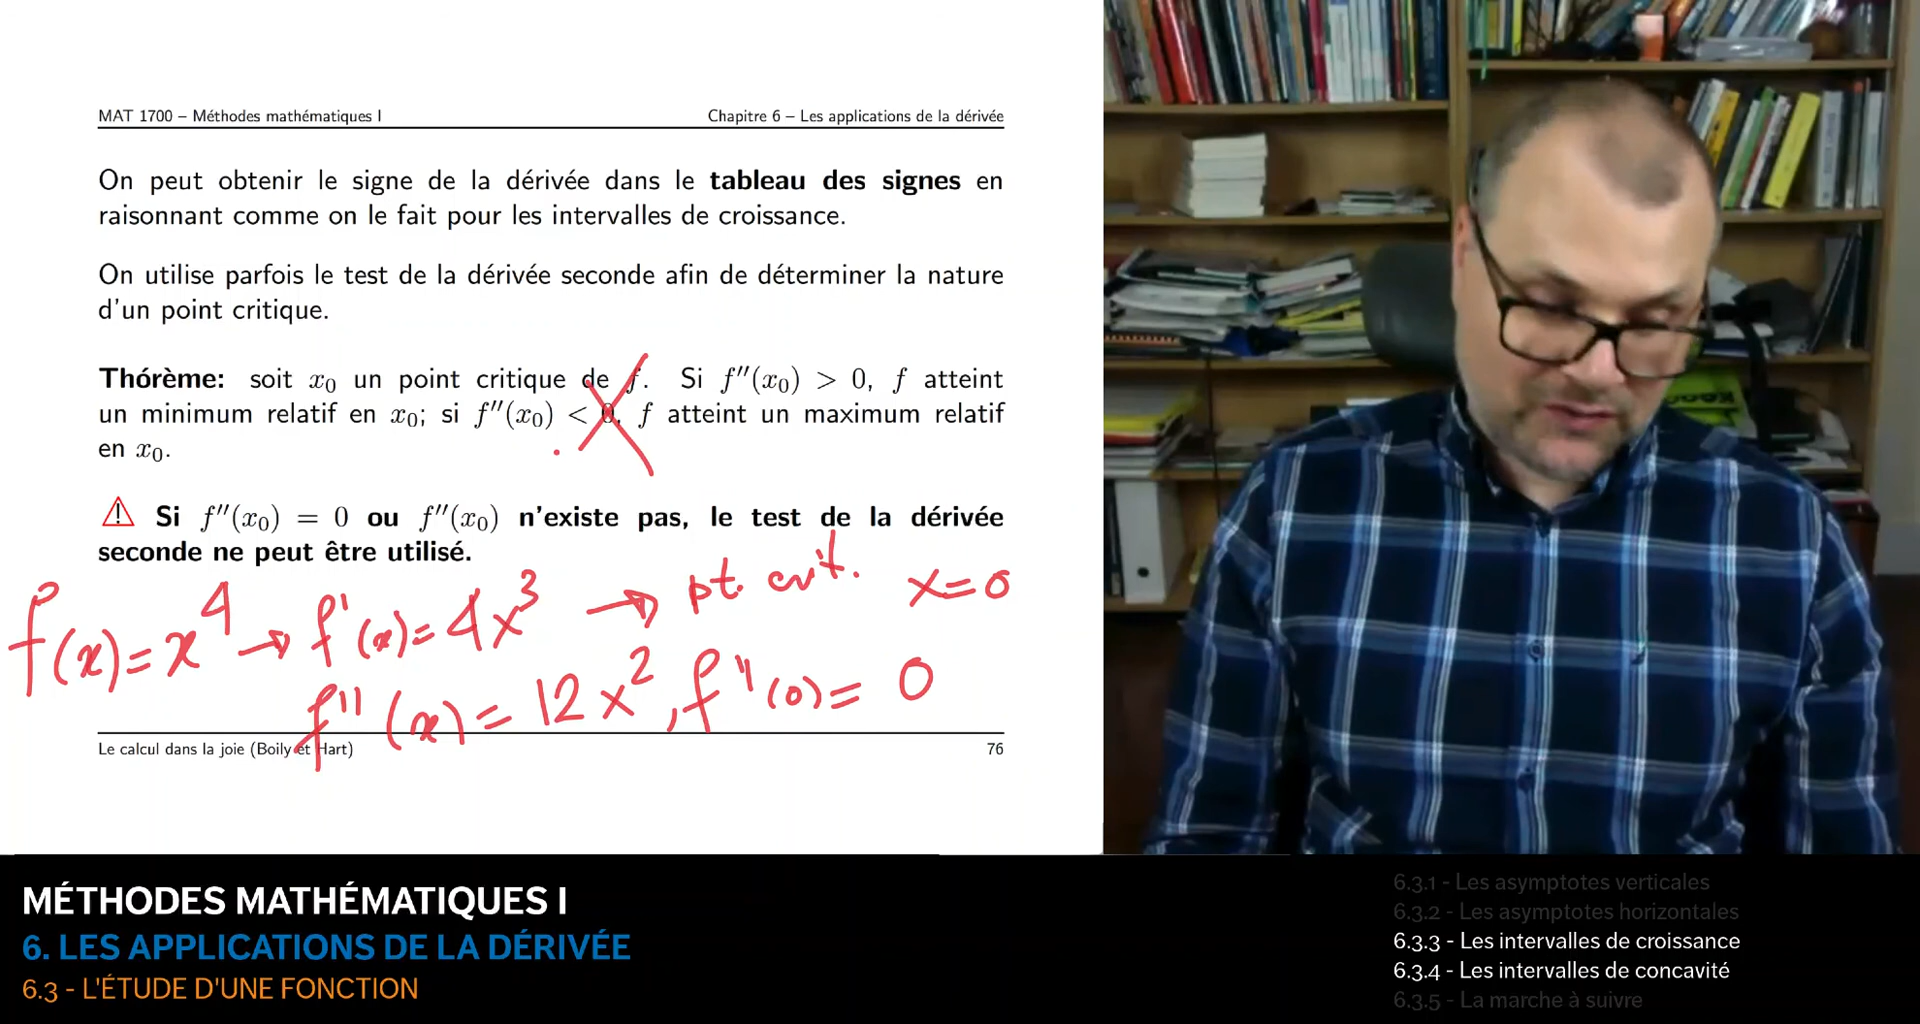 MAT 1700 – Méthodes mathématiques I
Chapitre 6 – Les applications de la dérivée
On peut obtenir le signe de la dérivée dans le tableau des signes en
raisonnant comme on le fait pour les intervalles de croissance.
On utilise parfois le test de la dérivée seconde afin de déterminer la nature
d'un point critique.
Thórème: soit x₀ un point critique de f. Si f′′(x₀) > 0, f atteint
un minimum relatif en x₀; si f′′(x₀) < 0, f atteint un maximum relatif
en x₀.
⚠ Si f′′(x₀) = 0 ou f′′(x₀) n'existe pas, le test de la dérivée
seconde ne peut être utilisé.
f(x)=x⁴ → f'(x)=4x³ → pt. crit. x=0
f''(x)=12x², f''(0)=0
Le calcul dans la joie (Boily et Hart)
76
MÉTHODES MATHÉMATIQUES I
6. LES APPLICATIONS DE LA DÉRIVÉE
6.3 - L'ÉTUDE D'UNE FONCTION
6.3.1 - Les asymptotes verticales
6.3.2 - Les asymptotes horizontales
6.3.3 - Les intervalles de croissance
6.3.4 - Les intervalles de concavité
6.3.5 - La marche à suivre